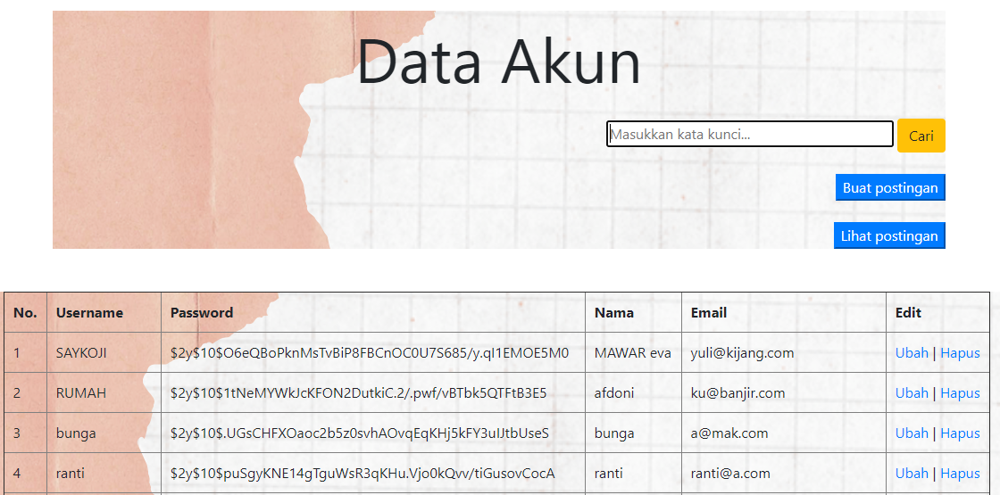 Data Akun
Masukkan kata kunci...
Cari
Buat postingan
Lihat postingan
No. Username Password Nama Email Edit
1 SAYKOJI $2y$10$O6eQBoPknMsTvBiP8FBCnOC0U7S685/y.qI1EMOE5M0 MAWAR eva yuli@kijang.com Ubah | Hapus
2 RUMAH $2y$10$1tNeMYWkJcKFON2DutkiC.2/.pwf/vBTbk5QTFtB3E5 afdoni ku@banjir.com Ubah | Hapus
3 bunga $2y$10$.UGsCHFXOaoc2b5z0svhAOvqEqKHj5kFY3uIJtbUseS bunga a@mak.com Ubah | Hapus
4 ranti $2y$10$puSgyKNE14gTguWsR3qKHu.Vjo0kQvv/tiGusovCocA ranti ranti@a.com Ubah | Hapus